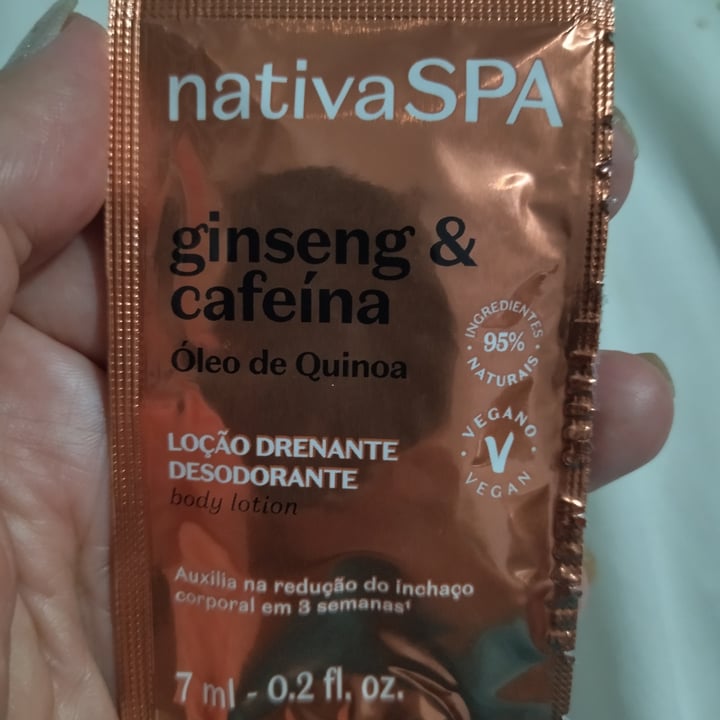 nativaSPA
ginseng &
cafeína
Óleo de Quinoa
INGREDIENTES
95%
NATURAIS
VEGANO
V
VEGAN
LOÇÃO DRENANTE
DESODORANTE
body lotion
Auxilia na redução do inchaço
corporal em 3 semanas¹
7 ml - 0.2 fl. oz.